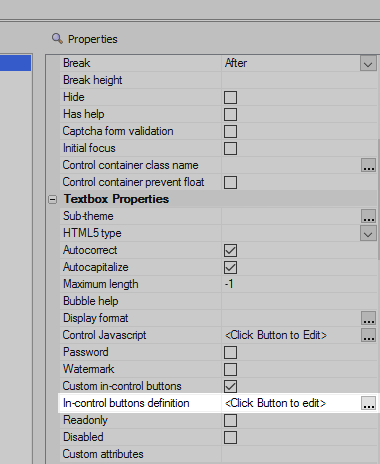 Properties
Break After
Break height
Hide
Has help
Captcha form validation
Initial focus
Control container class name ...
Control container prevent float
Textbox Properties
Sub-theme ...
HTML5 type
Autocorrect
Autocapitalize
Maximum length -1
Bubble help
Display format ...
Control Javascript <Click Button to Edit> ...
Password
Watermark
Custom in-control buttons
In-control buttons definition <Click Button to edit> ...
Readonly
Disabled
Custom attributes